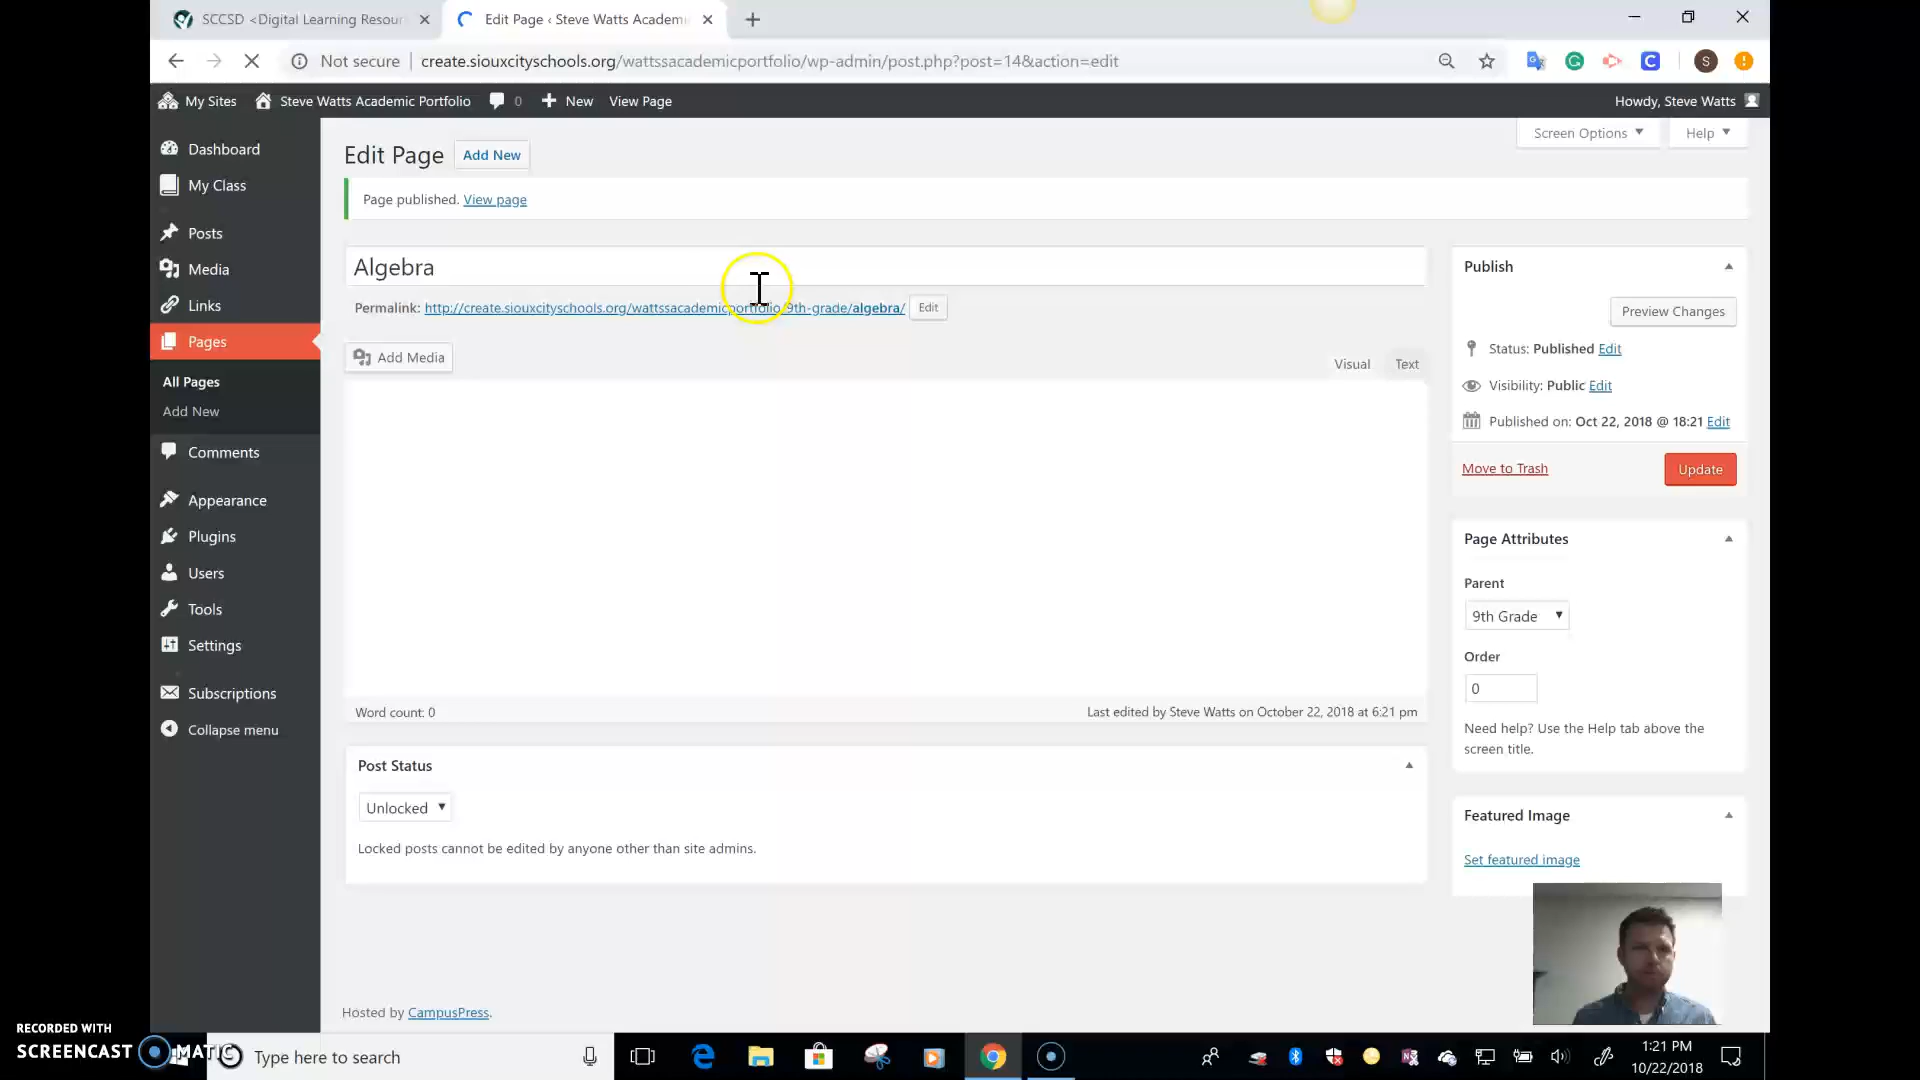 SCCSD <Digital Learning Resour
Edit Page ‹ Steve Watts Academi
Not secure | create.siouxcityschools.org/wattssacademicportfolio/wp-admin/post.php?post=14&action=edit
S
My Sites
Steve Watts Academic Portfolio
0
New
View Page
Howdy, Steve Watts
Screen Options
Help
Dashboard
My Class
Posts
Media
Links
Pages
All Pages
Add New
Comments
Appearance
Plugins
Users
Tools
Settings
Subscriptions
Collapse menu
Edit Page
Add New
Page published. View page
Algebra
Permalink: http://create.siouxcityschools.org/wattssacademicportfolio/9th-grade/algebra/
Edit
Add Media
Visual
Text
Word count: 0
Last edited by Steve Watts on October 22, 2018 at 6:21 pm
Post Status
Unlocked
Locked posts cannot be edited by anyone other than site admins.
Publish
Preview Changes
Status: Published Edit
Visibility: Public Edit
Published on: Oct 22, 2018 @ 18:21 Edit
Move to Trash
Update
Page Attributes
Parent
9th Grade
Order
0
Need help? Use the Help tab above the
screen title.
Featured Image
Set featured image
Hosted by CampusPress.
RECORDED WITH
SCREENCAST MATIC
Type here to search
1:21 PM
10/22/2018